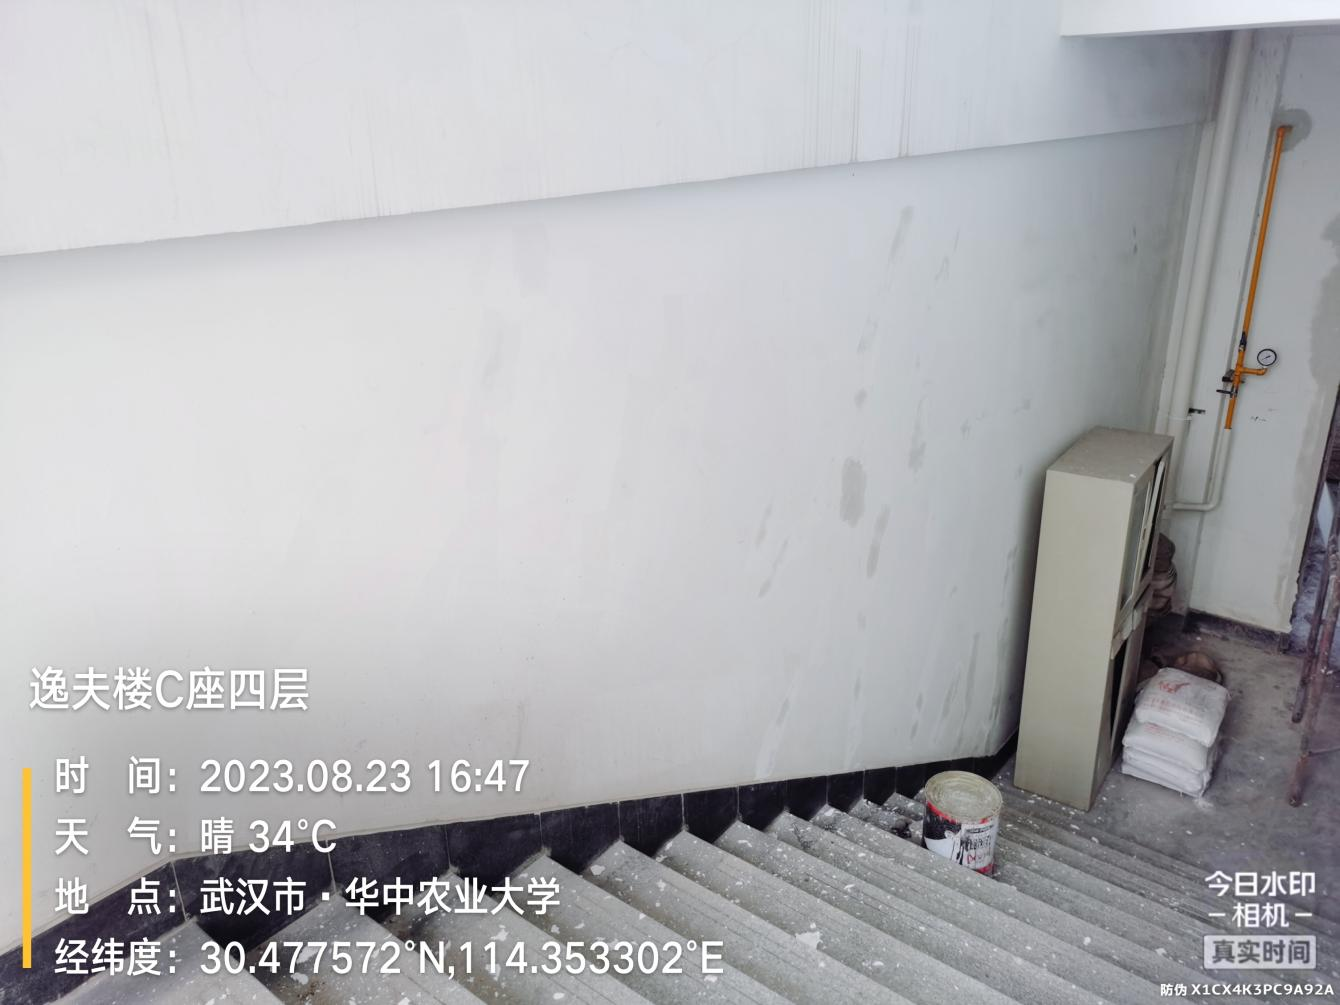 逸夫楼C座四层
时 间：2023.08.23 16:47
天 气：晴 34°C
地 点：武汉市·华中农业大学
经纬度：30.477572°N,114.353302°E
今日水印
-相机-
真实时间
防伪 X1CX4K3PC9A92A